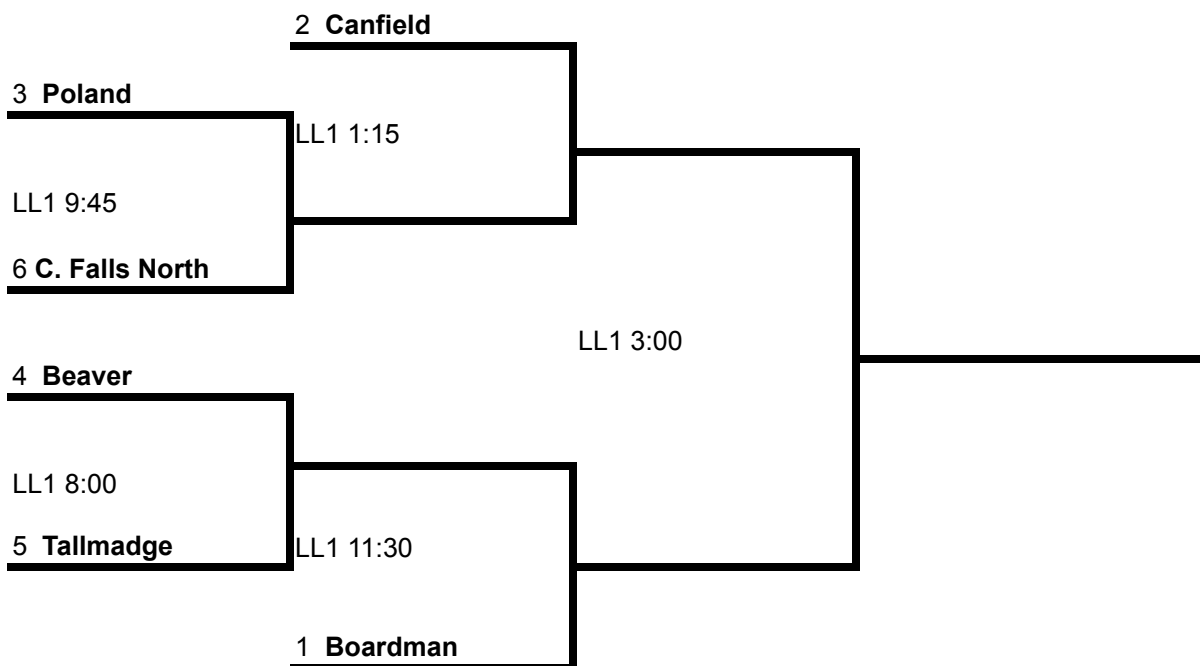 2 Canfield
3 Poland
LL1 1:15
LL1 9:45
6 C. Falls North
LL1 3:00
4 Beaver
LL1 8:00
5 Tallmadge
LL1 11:30
1 Boardman